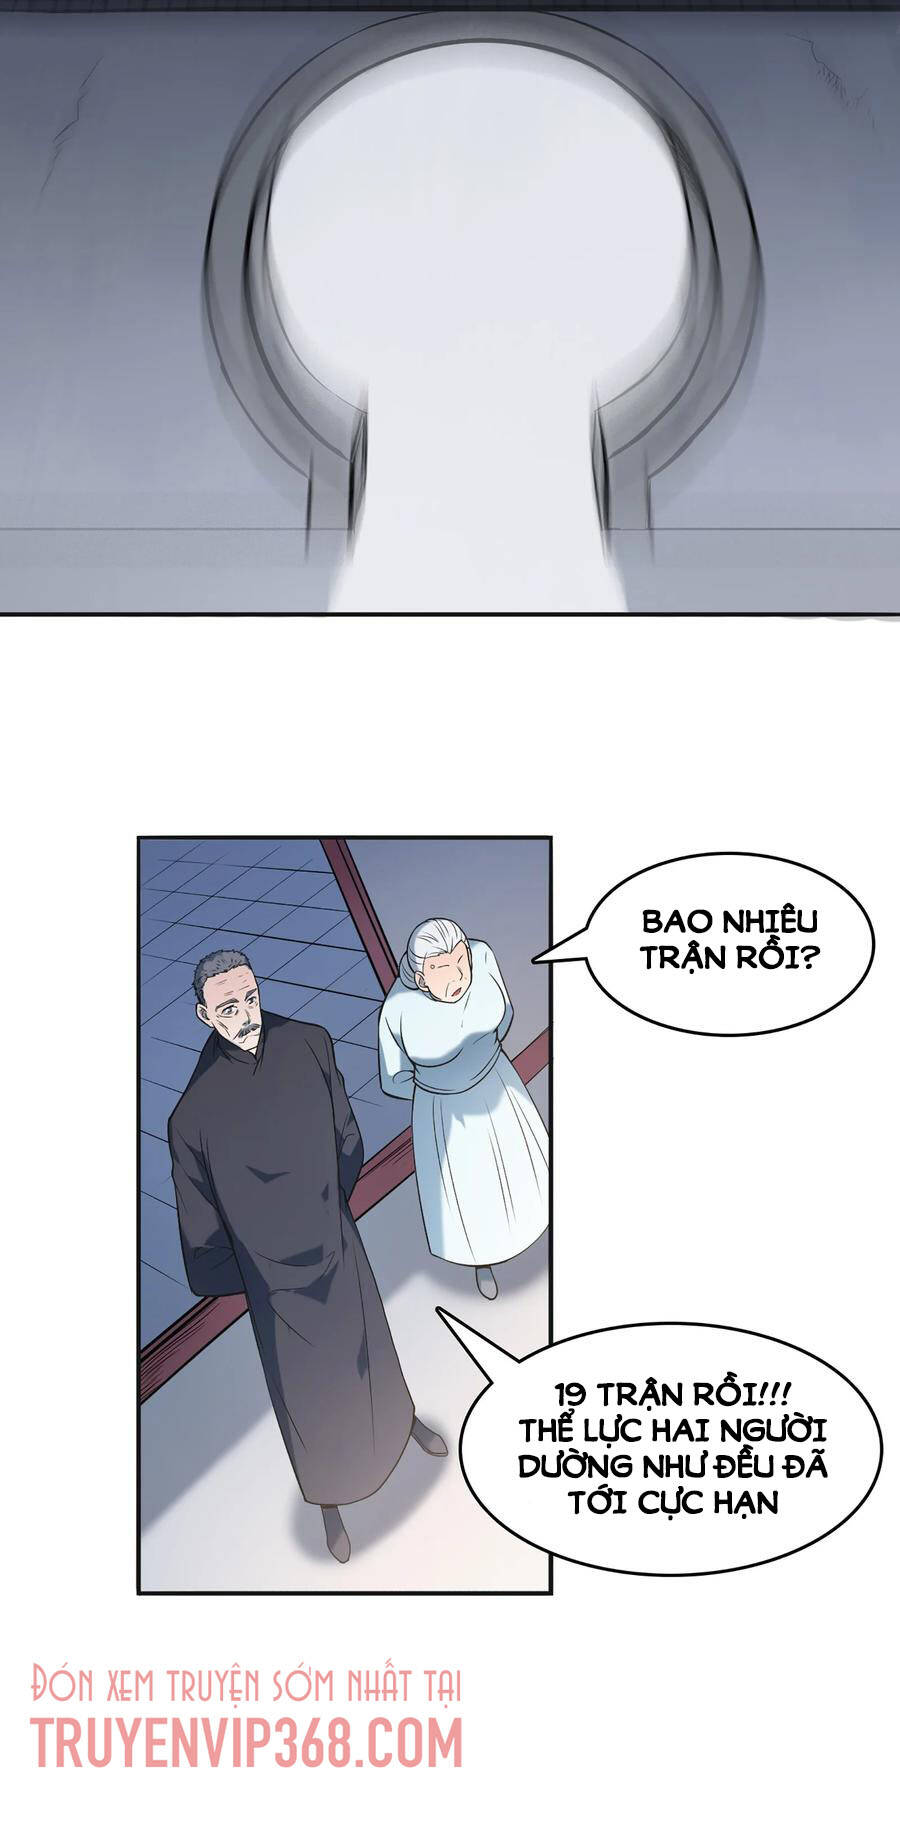 BAO NHIÊU
TRẬN RỒI?
19 TRẬN RỒI!!!
THỂ LỰC HAI NGƯỜI
DƯỜNG NHƯ ĐỀU ĐÃ
TỚI CỰC HẠN
ĐÓN XEM TRUYỆN SỚM NHẤT TẠI
TRUYENVIP368.COM